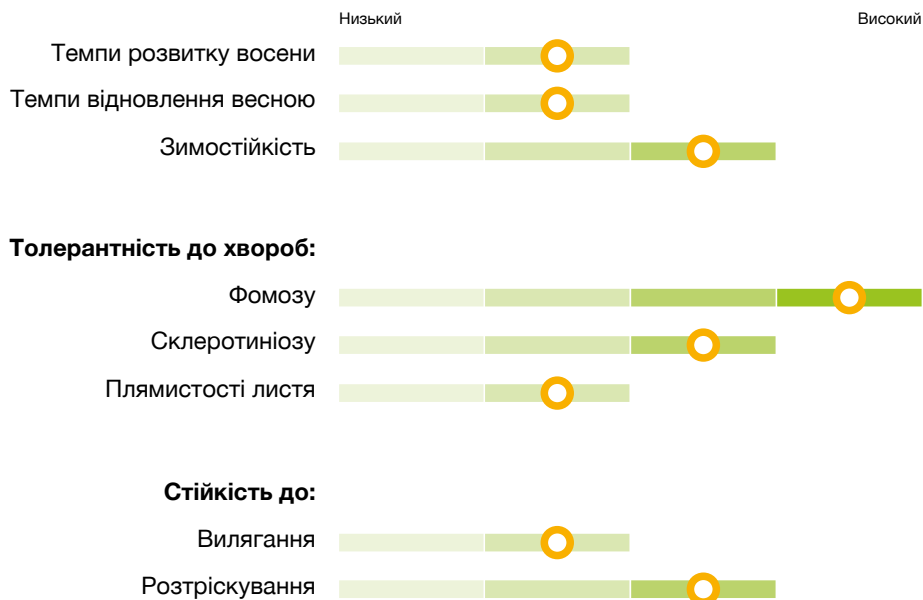 Низький Високий
Темпи розвитку восени
Темпи відновлення весною
Зимостійкість
Толерантність до хвороб:
Фомозу
Склеротиніозу
Плямистості листя
Стійкість до:
Вилягання
Розтріскування